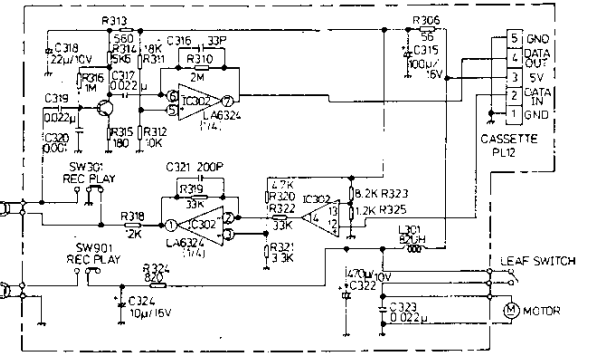 R313
560
C318
22μ/10V
R314
5K6
18K
R311
C316 33P
R310
2M
R306
56
C315
100μ/16V
5 GND
4 DATA OUT
3 5V
2 DATA IN
1 GND
CASSETTE
PL12
R316
1M
C317
0.022μ
6
5
7
IC302
LA6324
(1/4)
C319
0.022μ
C320
0.001
R315
180
R312
10K
SW301
REC PLAY
C321 200P
R319
33K
4.7K
R320
R322
33K
IC302
13
12
14
8.2K R323
1.2K R325
R318
12K
1
2
3
IC302
LA6324
(1/4)
R321
3.3K
L301
820H
SW901
REC PLAY
R324
820
C324
10μ/16V
470μ/10V
C322
C323
0.022μ
LEAF SWITCH
M
MOTOR